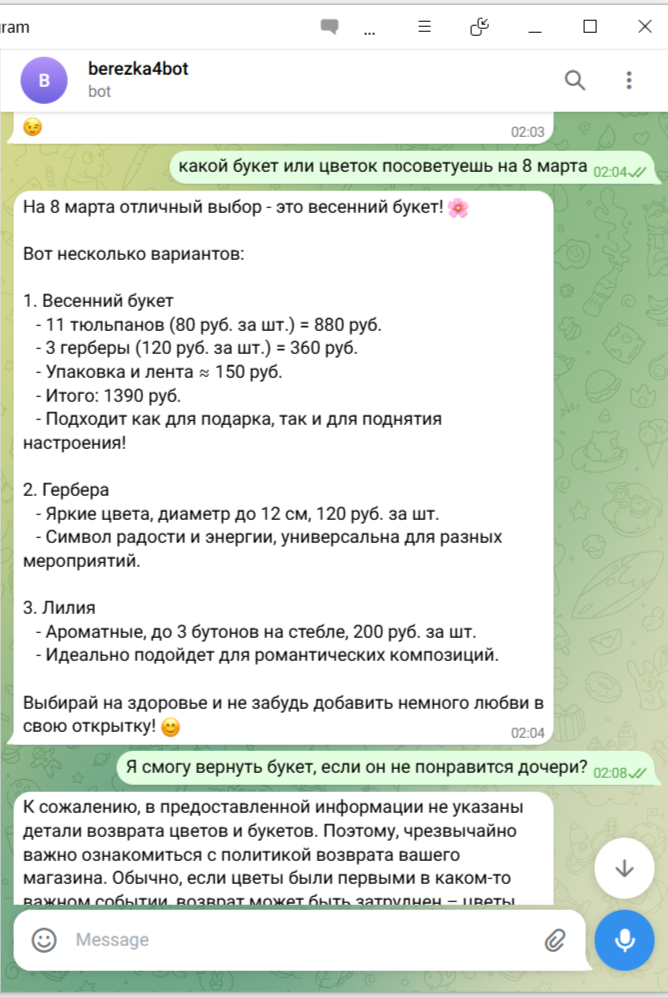 ram
...
B
berezka4bot
bot
😉
02:03
какой букет или цветок посоветуешь на 8 марта 02:04
На 8 марта отличный выбор - это весенний букет! 🌸
Вот несколько вариантов:
1. Весенний букет
- 11 тюльпанов (80 руб. за шт.) = 880 руб.
- 3 герберы (120 руб. за шт.) = 360 руб.
- Упаковка и лента ≈ 150 руб.
- Итого: 1390 руб.
- Подходит как для подарка, так и для поднятия
настроения!
2. Гербера
- Яркие цвета, диаметр до 12 см, 120 руб. за шт.
- Символ радости и энергии, универсальна для разных
мероприятий.
3. Лилия
- Ароматные, до 3 бутонов на стебле, 200 руб. за шт.
- Идеально подойдет для романтических композиций.
Выбирай на здоровье и не забудь добавить немного любви в
свою открытку! 😊
02:04
Я смогу вернуть букет, если он не понравится дочери? 02:08
К сожалению, в предоставленной информации не указаны
детали возврата цветов и букетов. Поэтому, чрезвычайно
важно ознакомиться с политикой возврата вашего
магазина. Обычно, если цветы были первыми в каком-то
важном событии, возврат может быть затруднен – цветы
Message